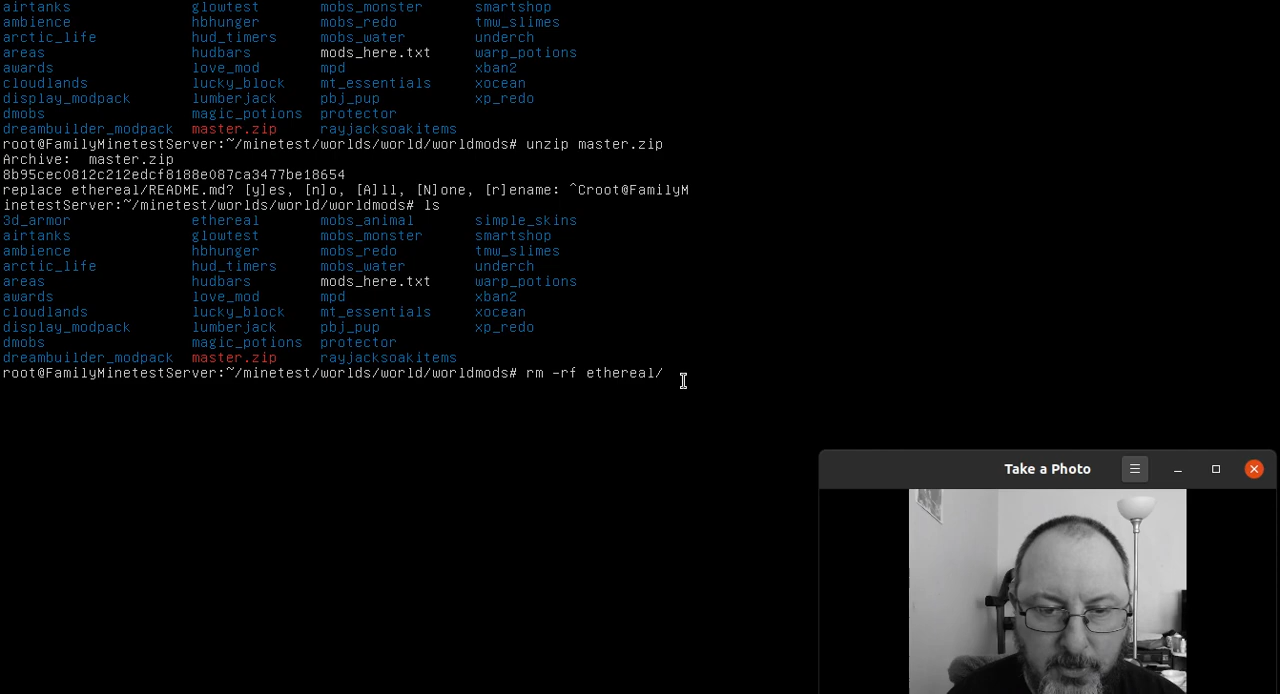 airtanks glowtest mobs_monster smartshop
ambience hbhunger mobs_redo tmw_slimes
arctic_life hud_timers mobs_water underch
areas hudbars mods_here.txt warp_potions
awards love_mod mpd xban2
cloudlands lucky_block mt_essentials xocean
display_modpack lumberjack pbj_pup xp_redo
dmobs magic_potions protector
dreambuilder_modpack master.zip rayjacksoakitems
root@FamilyMinetestServer:~/minetest/worlds/world/worldmods# unzip master.zip
Archive:  master.zip
8b95cec0812c212edcf8188e087ca3477be18654
replace ethereal/README.md? [y]es, [n]o, [A]ll, [N]one, [r]ename: ^Croot@FamilyM
inetestServer:~/minetest/worlds/world/worldmods# ls
3d_armor ethereal mobs_animal simple_skins
airtanks glowtest mobs_monster smartshop
ambience hbhunger mobs_redo tmw_slimes
arctic_life hud_timers mobs_water underch
areas hudbars mods_here.txt warp_potions
awards love_mod mpd xban2
cloudlands lucky_block mt_essentials xocean
display_modpack lumberjack pbj_pup xp_redo
dmobs magic_potions protector
dreambuilder_modpack master.zip rayjacksoakitems
root@FamilyMinetestServer:~/minetest/worlds/world/worldmods# rm -rf ethereal/
Take a Photo